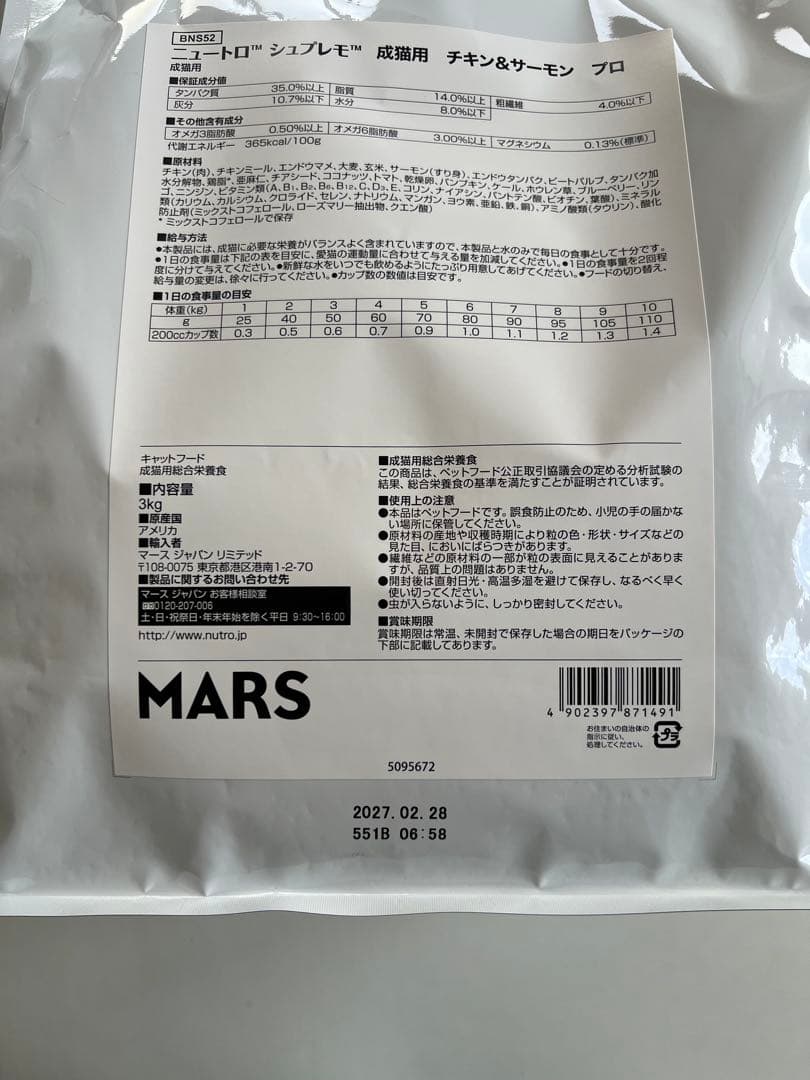 BNS52
ニュートロ™ シュプレモ™ 成猫用 チキン&サーモン プロ
成猫用
■保証成分値
タンパク質 35.0%以上 脂質 14.0%以上 粗繊維 4.0%以下
灰分 10.7%以下 水分 8.0%以下
■その他含有成分
オメガ3脂肪酸 0.50%以上 オメガ6脂肪酸 3.00%以上 マグネシウム 0.13%(標準)
代謝エネルギー 365kcal/100g
■原材料
チキン(肉)、チキンミール、エンドウマメ、大麦、玄米、サーモン(すり身)、エンドウタンパク、ビートパルプ、タンパク加
水分解物、鶏脂*、亜麻仁、チアシード、ココナッツ、トマト、乾燥卵、パンプキン、ケール、ホウレン草、ブルーベリー、リン
ゴ、ニンジン、ビタミン類(A、B1、B2、B6、B12、C、D3、E、コリン、ナイアシン、パントテン酸、ビオチン、葉酸)、ミネラル
類(カリウム、カルシウム、クロライド、セレン、ナトリウム、マンガン、ヨウ素、亜鉛、鉄、銅)、アミノ酸類(タウリン)、酸化
防止剤(ミックストコフェロール、ローズマリー抽出物、クエン酸)
* ミックストコフェロールで保存
■給与方法
●本製品には、成猫に必要な栄養がバランスよく含まれていますので、本製品と水のみで毎日の食事として十分です。
●1日の食事量は下記の表を目安に、愛猫の運動量に合わせて与える量を加減してください。●1日の食事量を2回程
度に分けて与えてください。●新鮮な水をいつでも飲めるようにたっぷり用意してあげてください。●フードの切り替え、
給与量の変更は、徐々に行ってください。●カップ数の数値は目安です。
■1日の食事量の目安
体重(kg) 1 2 3 4 5 6 7 8 9 10
g 25 40 50 60 70 80 90 95 105 110
200ccカップ数 0.3 0.5 0.6 0.7 0.9 1.0 1.1 1.2 1.3 1.4
キャットフード
成猫用総合栄養食
■内容量
3kg
■原産国
アメリカ
■輸入者
マース ジャパン リミテッド
〒108-0075 東京都港区港南1-2-70
■製品に関するお問い合わせ先
マース ジャパン お客様相談室
0120-207-006
土・日・祝祭日・年末年始を除く平日 9:30~16:00
http://www.nutro.jp
■成猫用総合栄養食
この商品は、ペットフード公正取引協議会の定める分析試験の
結果、総合栄養食の基準を満たすことが証明されています。
■使用上の注意
●本品はペットフードです。誤食防止のため、小児の手の届かな
い場所に保管してください。
●原材料の産地や収穫時期により粒の色・形状・サイズなどの
見た目、においにばらつきがあります。
●繊維などの原材料の一部が粒の表面に見えることがありま
すが、品質上の問題はありません。
●開封後は直射日光・高温多湿を避けて保存し、なるべく早く
使い切ってください。
●虫が入らないように、しっかり密封してください。
■賞味期限
賞味期限は常温、未開封で保存した場合の期日をパッケージの
下部に記載してあります。
MARS
4 902397 871491
お住まいの自治体の
指示に従い、
処理してください。
プラ
5095672
2027.02.28
551B 06:58